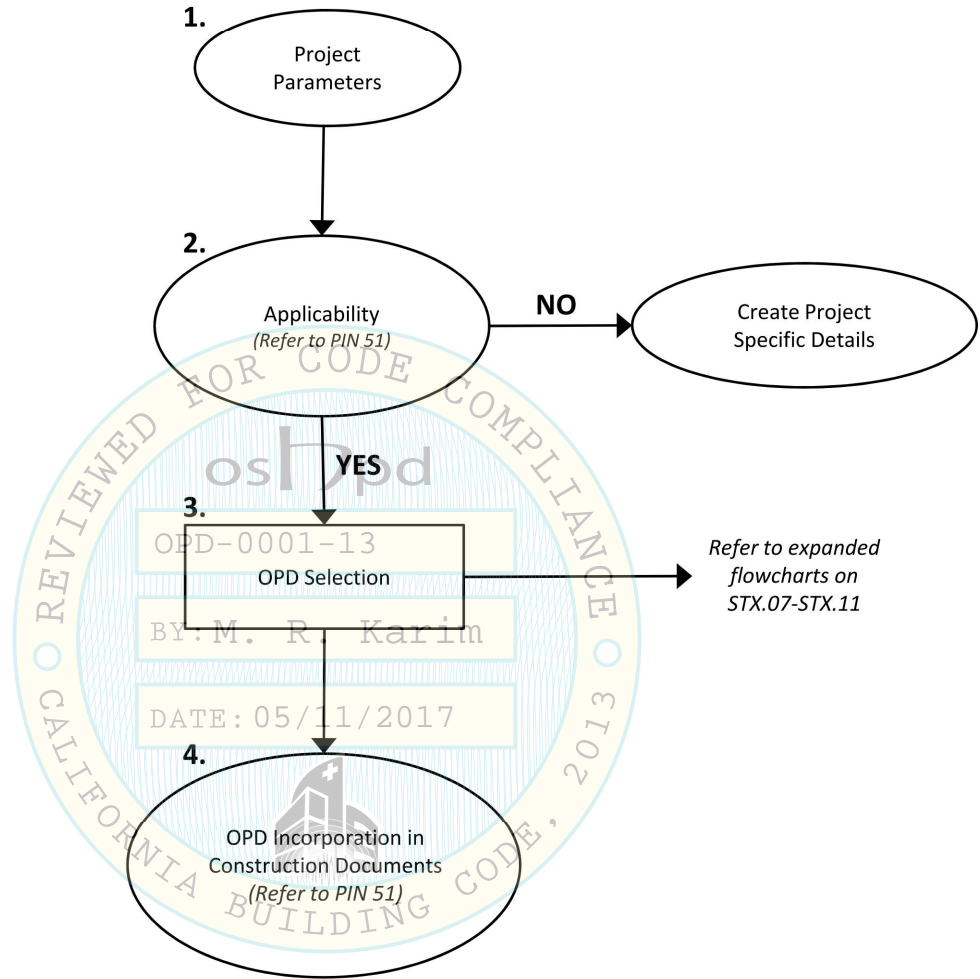 1.
Project
Parameters
2.
Applicability
(Refer to PIN 51)
NO
Create Project
Specific Details
YES
3.
OPD Selection
Refer to expanded
flowcharts on
STX.07-STX.11
4.
OPD Incorporation in
Construction Documents
(Refer to PIN 51)
REVIEWED FOR CODE COMPLIANCE
oshpd
OPD-0001-13
BY: M. R. Karim
DATE: 05/11/2017
CALIFORNIA BUILDING CODE, 2013